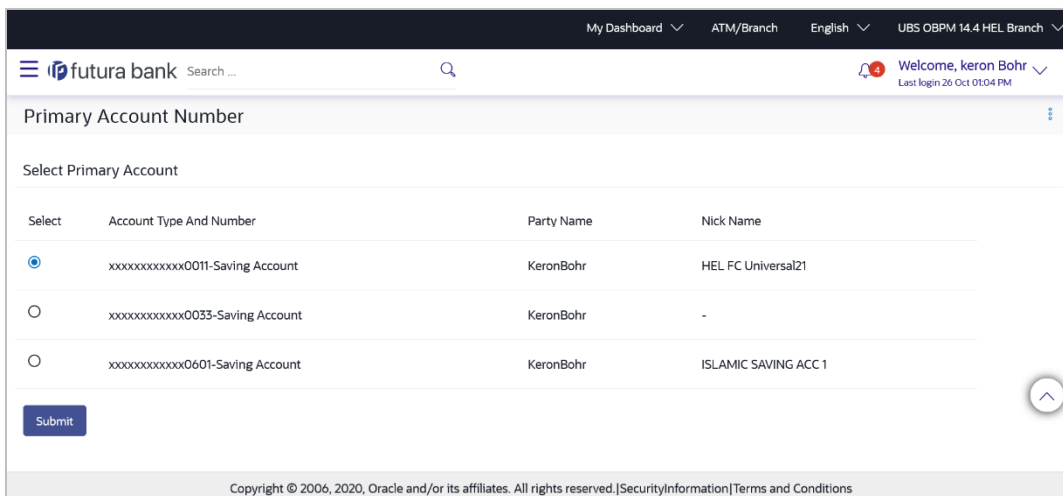 My Dashboard ATM/Branch English UBS OBPM 14.4 HEL Branch
futura bank Search ... 4 Welcome, keron Bohr
Last login 26 Oct 01:04 PM
Primary Account Number
Select Primary Account
Select Account Type And Number Party Name Nick Name
xxxxxxxxxxxx0011-Saving Account KeronBohr HEL FC Universal21
xxxxxxxxxxxx0033-Saving Account KeronBohr -
xxxxxxxxxxxx0601-Saving Account KeronBohr ISLAMIC SAVING ACC 1
Submit
Copyright © 2006, 2020, Oracle and/or its affiliates. All rights reserved.|SecurityInformation|Terms and Conditions